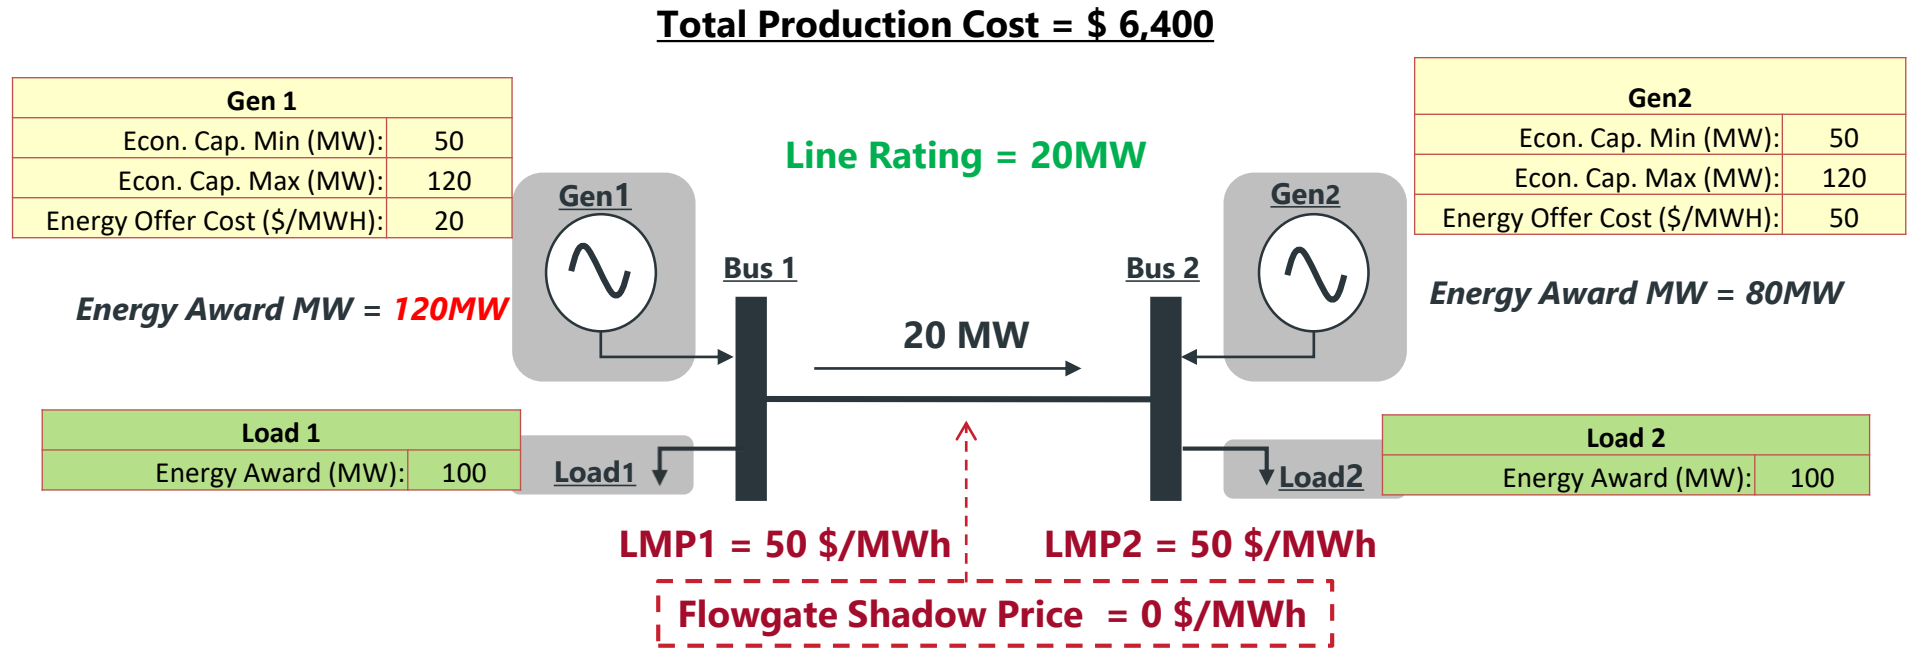 Total Production Cost = $ 6,400
Gen 1
Econ. Cap. Min (MW): 50
Econ. Cap. Max (MW): 120
Energy Offer Cost ($/MWH): 20
Energy Award MW = 120MW
Line Rating = 20MW
Gen2
Econ. Cap. Min (MW): 50
Econ. Cap. Max (MW): 120
Energy Offer Cost ($/MWH): 50
Energy Award MW = 80MW
Gen1
Gen2
Bus 1
Bus 2
20 MW
Load 1
Energy Award (MW): 100
Load1
Load2
Load 2
Energy Award (MW): 100
LMP1 = 50 $/MWh
LMP2 = 50 $/MWh
Flowgate Shadow Price = 0 $/MWh